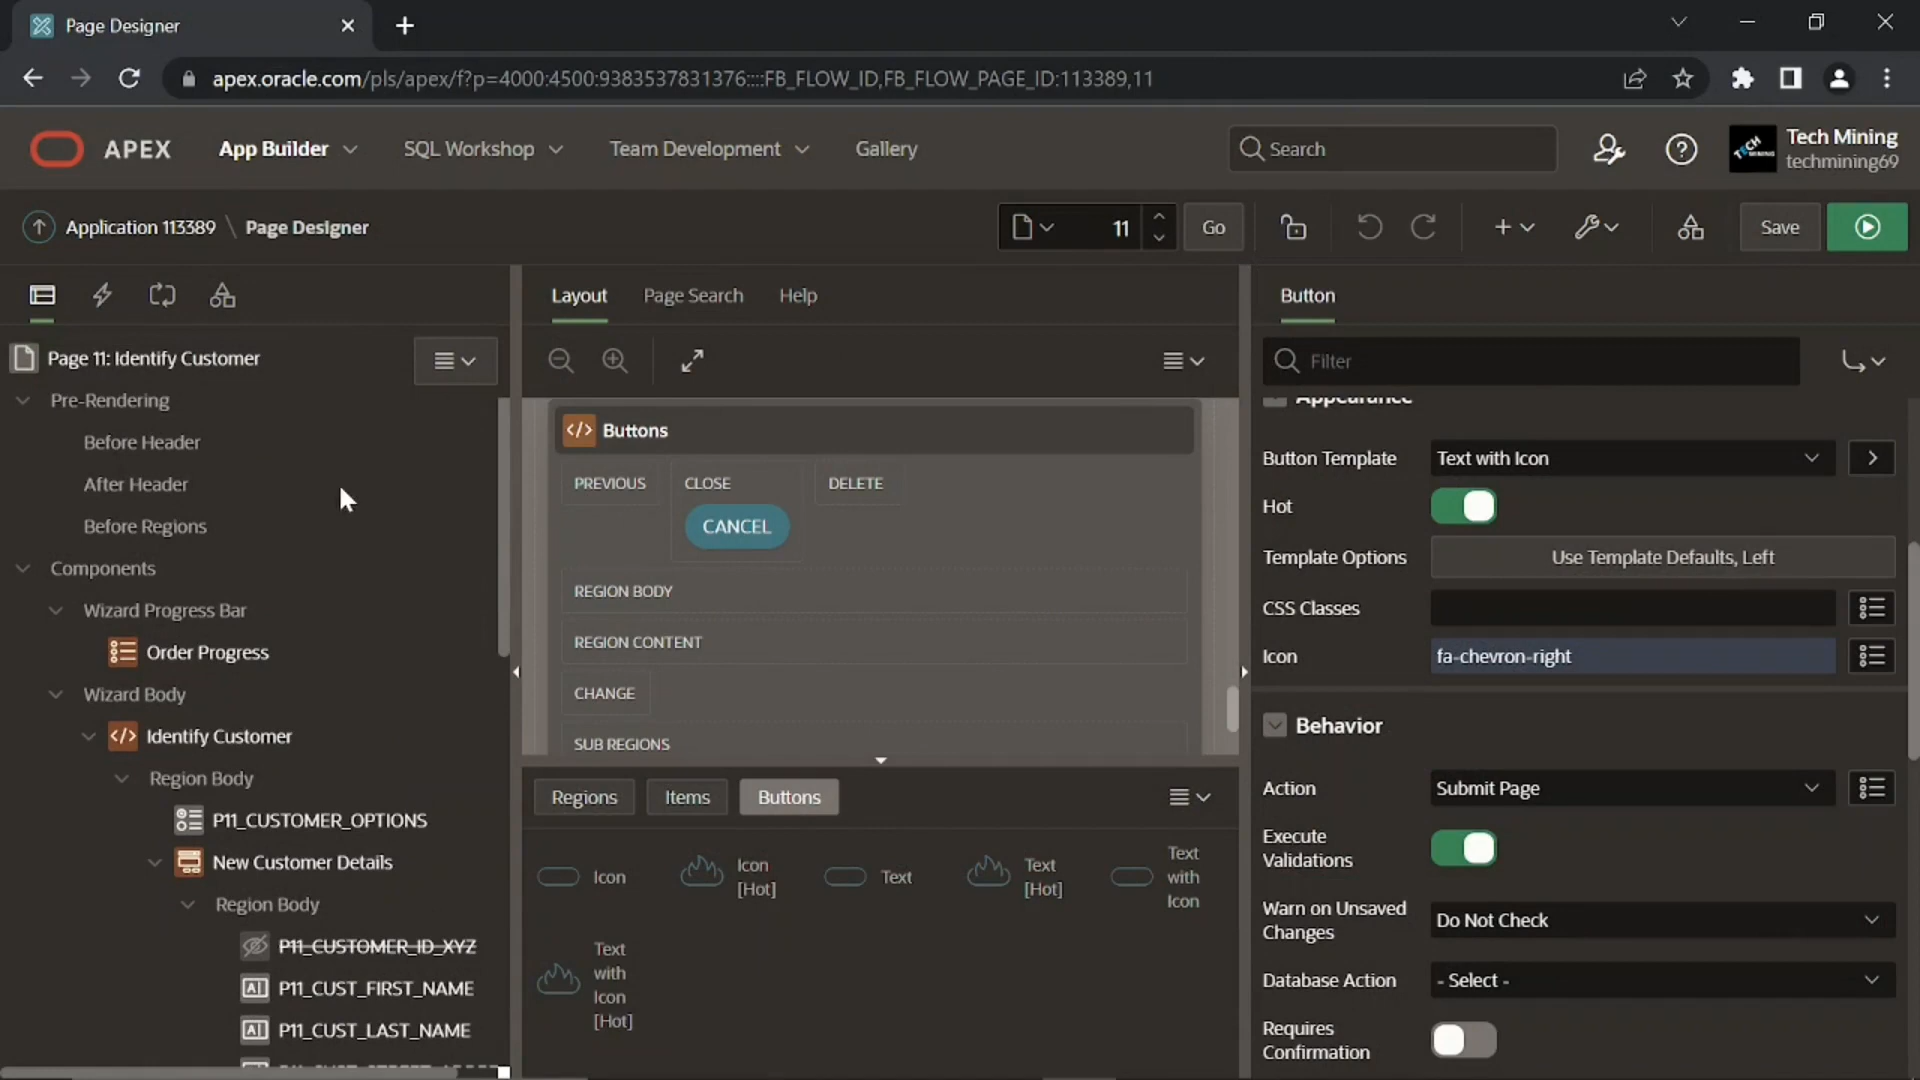 Page Designer
apex.oracle.com/pls/apex/f?p=4000:4500:9383537831376::::FB_FLOW_ID,FB_FLOW_PAGE_ID:113389,11
APEX
App Builder
SQL Workshop
Team Development
Gallery
Search
Tech Mining
techmining69
TECH MINING
Application 113389 \ Page Designer
11
Go
Save
Page 11: Identify Customer
Pre-Rendering
Before Header
After Header
Before Regions
Components
Wizard Progress Bar
Order Progress
Wizard Body
Identify Customer
Region Body
P11_CUSTOMER_OPTIONS
New Customer Details
Region Body
P11_CUSTOMER_ID_XYZ
P11_CUST_FIRST_NAME
P11_CUST_LAST_NAME
Layout
Page Search
Help
Buttons
PREVIOUS
CLOSE
DELETE
CANCEL
REGION BODY
REGION CONTENT
CHANGE
SUB REGIONS
Regions
Items
Buttons
Icon
Icon
[Hot]
Text
Text
[Hot]
Text
with
Icon
Text
with
Icon
[Hot]
Button
Filter
Appearance
Button Template
Text with Icon
Hot
Template Options
Use Template Defaults, Left
CSS Classes
Icon
fa-chevron-right
Behavior
Action
Submit Page
Execute
Validations
Warn on Unsaved
Changes
Do Not Check
Database Action
- Select -
Requires
Confirmation